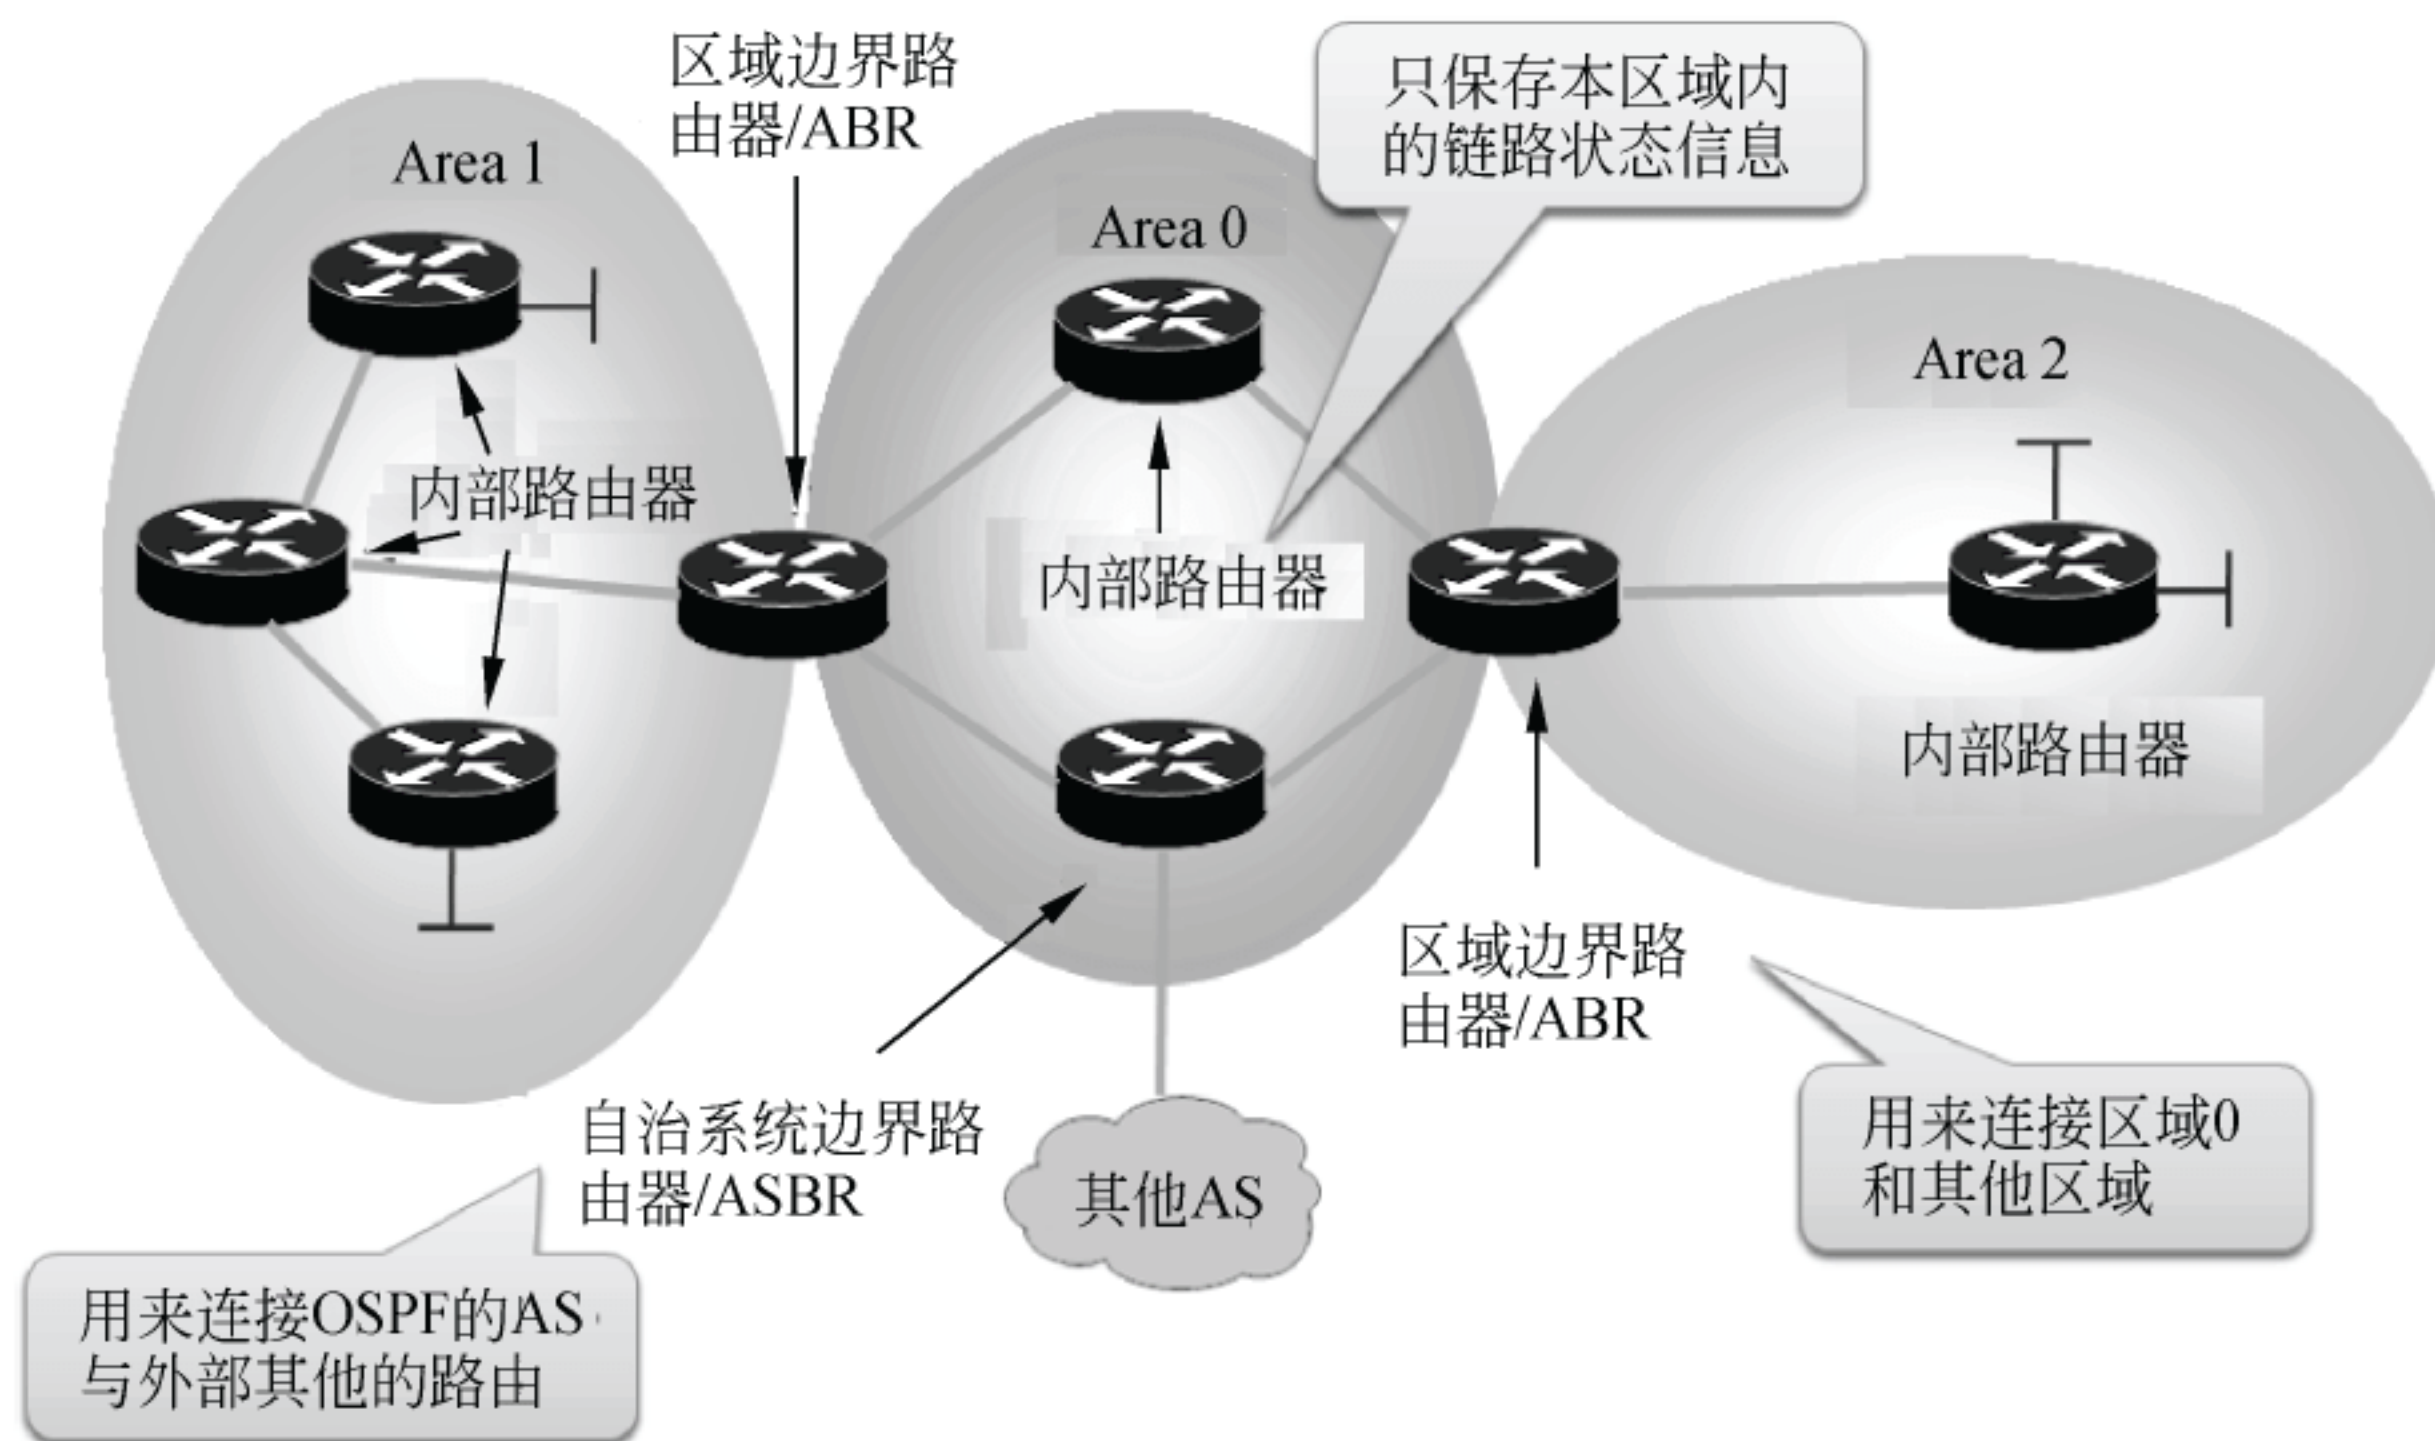 区域边界路
由器/ABR
只保存本区域内
的链路状态信息
Area 1
Area 0
Area 2
内部路由器
内部路由器
内部路由器
区域边界路
由器/ABR
自治系统边界路
由器/ASBR
其他AS
用来连接区域0
和其他区域
用来连接OSPF的AS
与外部其他的路由